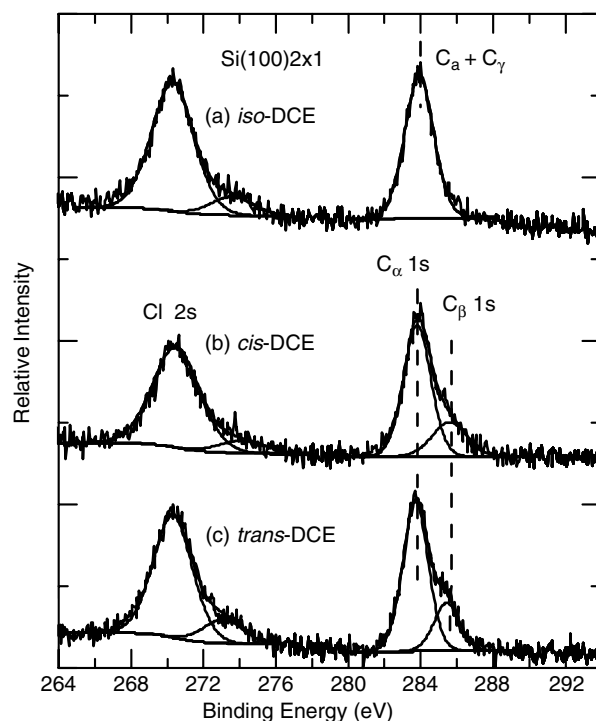 Si(100)2x1
C_a + C_γ
(a) iso-DCE
C_α 1s
Cl 2s
C_β 1s
(b) cis-DCE
(c) trans-DCE
Relative Intensity
264 268 272 276 280 284 288 292
Binding Energy (eV)